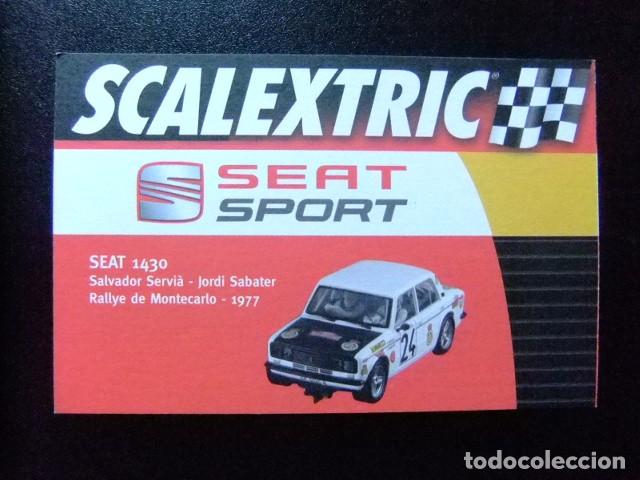 SCALEXTRIC®
SEAT
SPORT
SEAT 1430
Salvador Servià - Jordi Sabater
Rallye de Montecarlo - 1977
24
todocoleccion